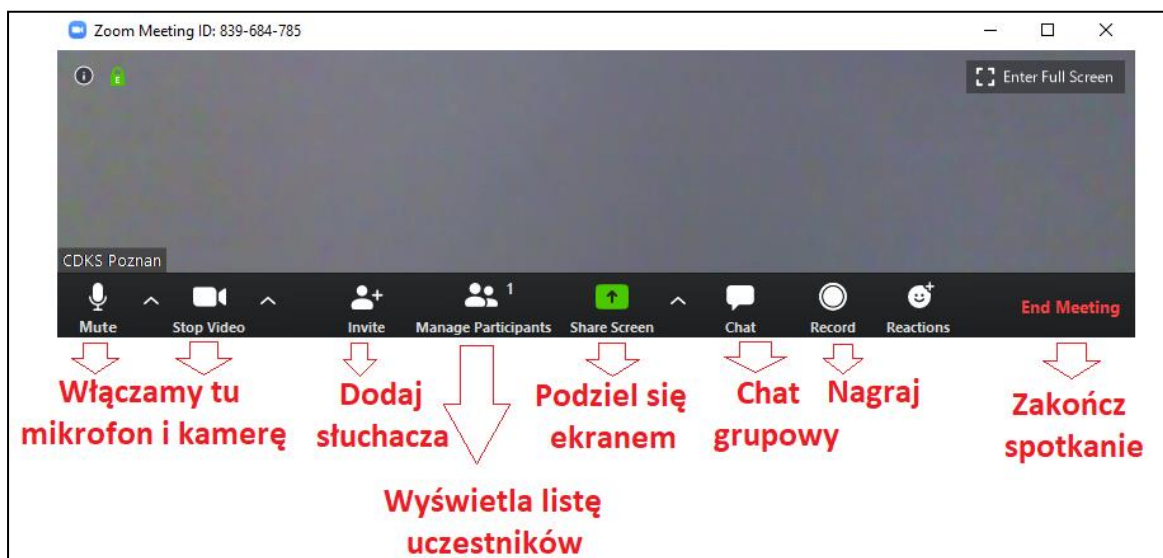 Zoom Meeting ID: 839-684-785
E
Enter Full Screen
CDKS Poznan
1
Mute Stop Video Invite Manage Participants Share Screen Chat Record Reactions End Meeting
Włączamy tu
mikrofon i kamerę
Dodaj
słuchacza
Wyświetla listę
uczestników
Podziel się
ekranem
Chat
grupowy
Nagraj
Zakończ
spotkanie